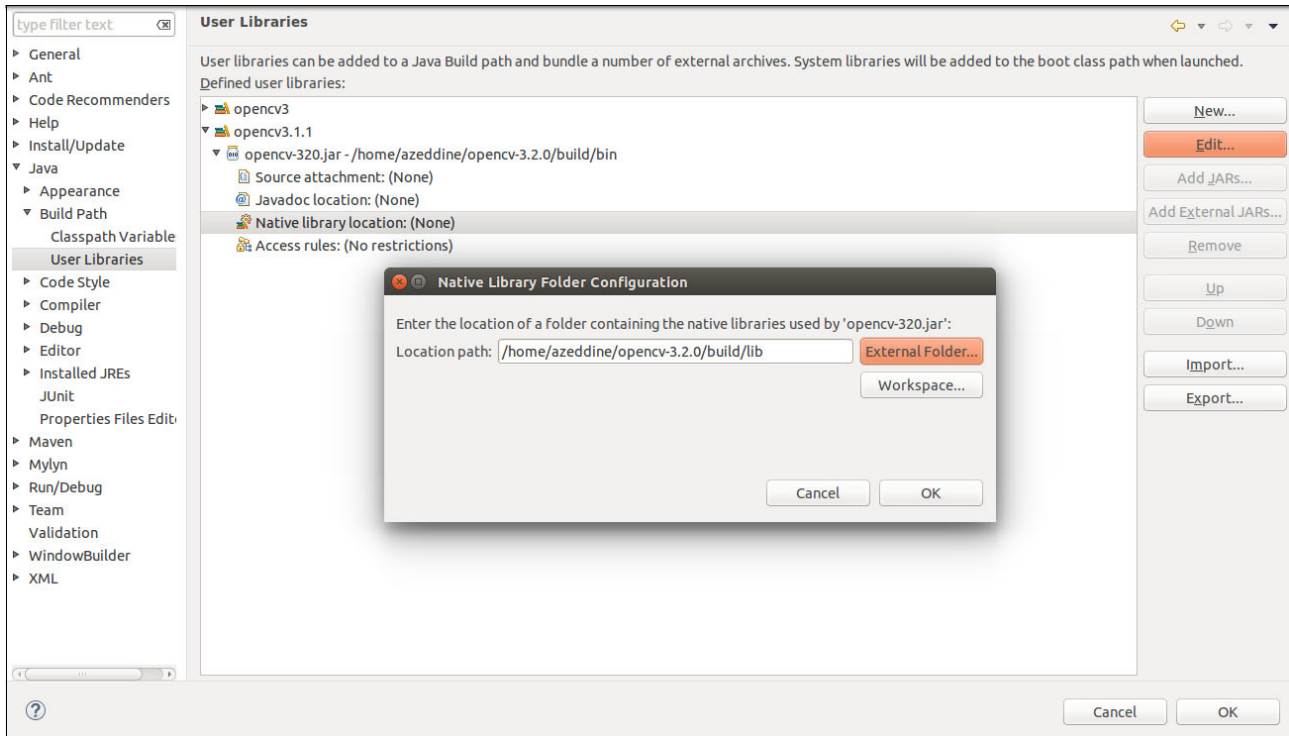 type filter text
User Libraries
General
Ant
Code Recommenders
Help
Install/Update
Java
Appearance
Build Path
Classpath Variable
User Libraries
Code Style
Compiler
Debug
Editor
Installed JREs
JUnit
Properties Files Edit
Maven
Mylyn
Run/Debug
Team
Validation
WindowBuilder
XML
User libraries can be added to a Java Build path and bundle a number of external archives. System libraries will be added to the boot class path when launched.
Defined user libraries:
opencv3
opencv3.1.1
opencv-320.jar - /home/azeddine/opencv-3.2.0/build/bin
Source attachment: (None)
Javadoc location: (None)
Native library location: (None)
Access rules: (No restrictions)
New...
Edit...
Add JARs...
Add External JARs...
Remove
Up
Down
Import...
Export...
Native Library Folder Configuration
Enter the location of a folder containing the native libraries used by 'opencv-320.jar':
Location path: /home/azeddine/opencv-3.2.0/build/lib External Folder...
Workspace...
Cancel OK
Cancel OK